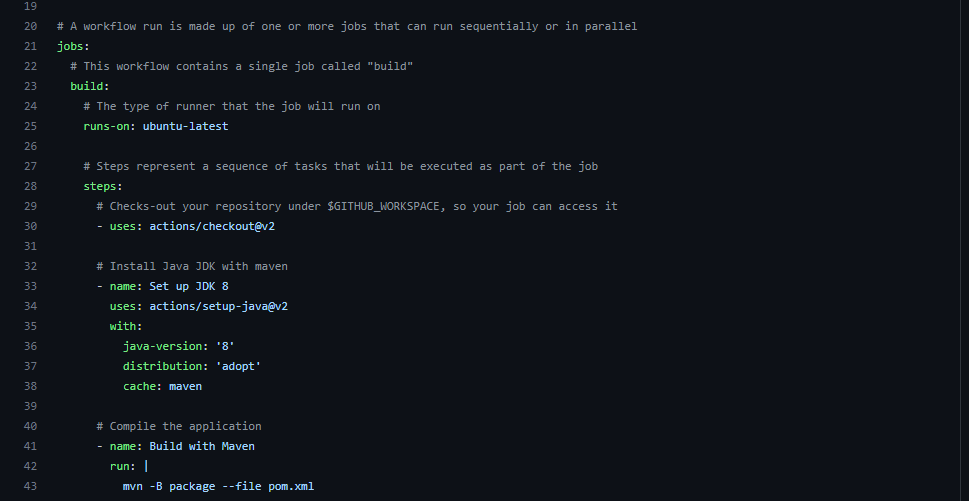 19
20 # A workflow run is made up of one or more jobs that can run sequentially or in parallel
21 jobs:
22   # This workflow contains a single job called "build"
23   build:
24     # The type of runner that the job will run on
25     runs-on: ubuntu-latest
26
27     # Steps represent a sequence of tasks that will be executed as part of the job
28     steps:
29       # Checks-out your repository under $GITHUB_WORKSPACE, so your job can access it
30       - uses: actions/checkout@v2
31
32       # Install Java JDK with maven
33       - name: Set up JDK 8
34         uses: actions/setup-java@v2
35         with:
36           java-version: '8'
37           distribution: 'adopt'
38           cache: maven
39
40       # Compile the application
41       - name: Build with Maven
42         run: |
43           mvn -B package --file pom.xml